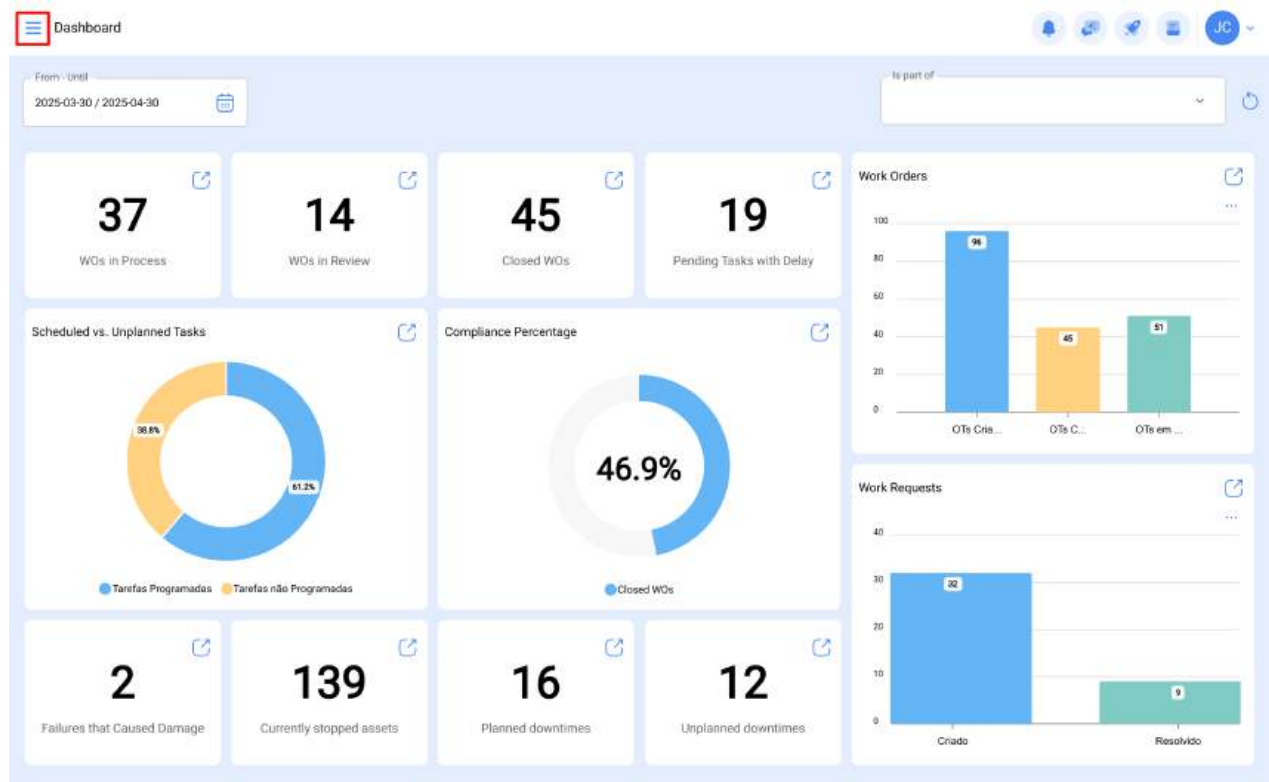 Dashboard
JC
From - Until
2025-03-30 / 2025-04-30
Is part of
37
WOs in Process
14
WOs in Review
45
Closed WOs
19
Pending Tasks with Delay
Work Orders
...
100
80
60
40
20
0
96
45
51
OTs Cria...
OTs C...
OTs em ...
Scheduled vs. Unplanned Tasks
38.8%
61.2%
Tarefas Programadas
Tarefas não Programadas
Compliance Percentage
46.9%
Closed WOs
Work Requests
...
40
30
20
10
0
32
9
Criado
Resolvido
2
Failures that Caused Damage
139
Currently stopped assets
16
Planned downtimes
12
Unplanned downtimes